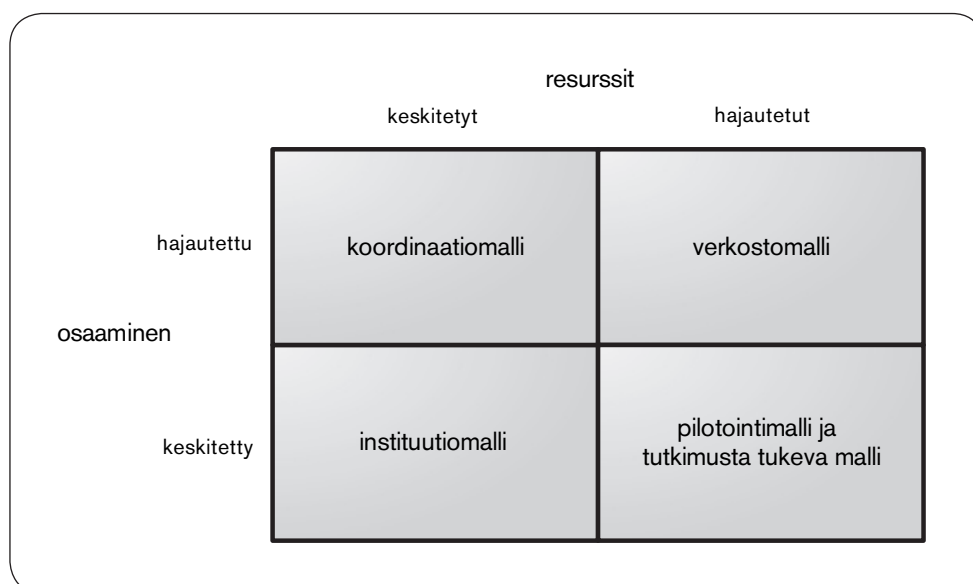 resurssit
keskitetyt
hajautetut
hajautettu
koordinaatiomalli
verkostomalli
osaaminen
keskitetty
instituutiomalli
pilotointimalli ja
tutkimusta tukeva malli